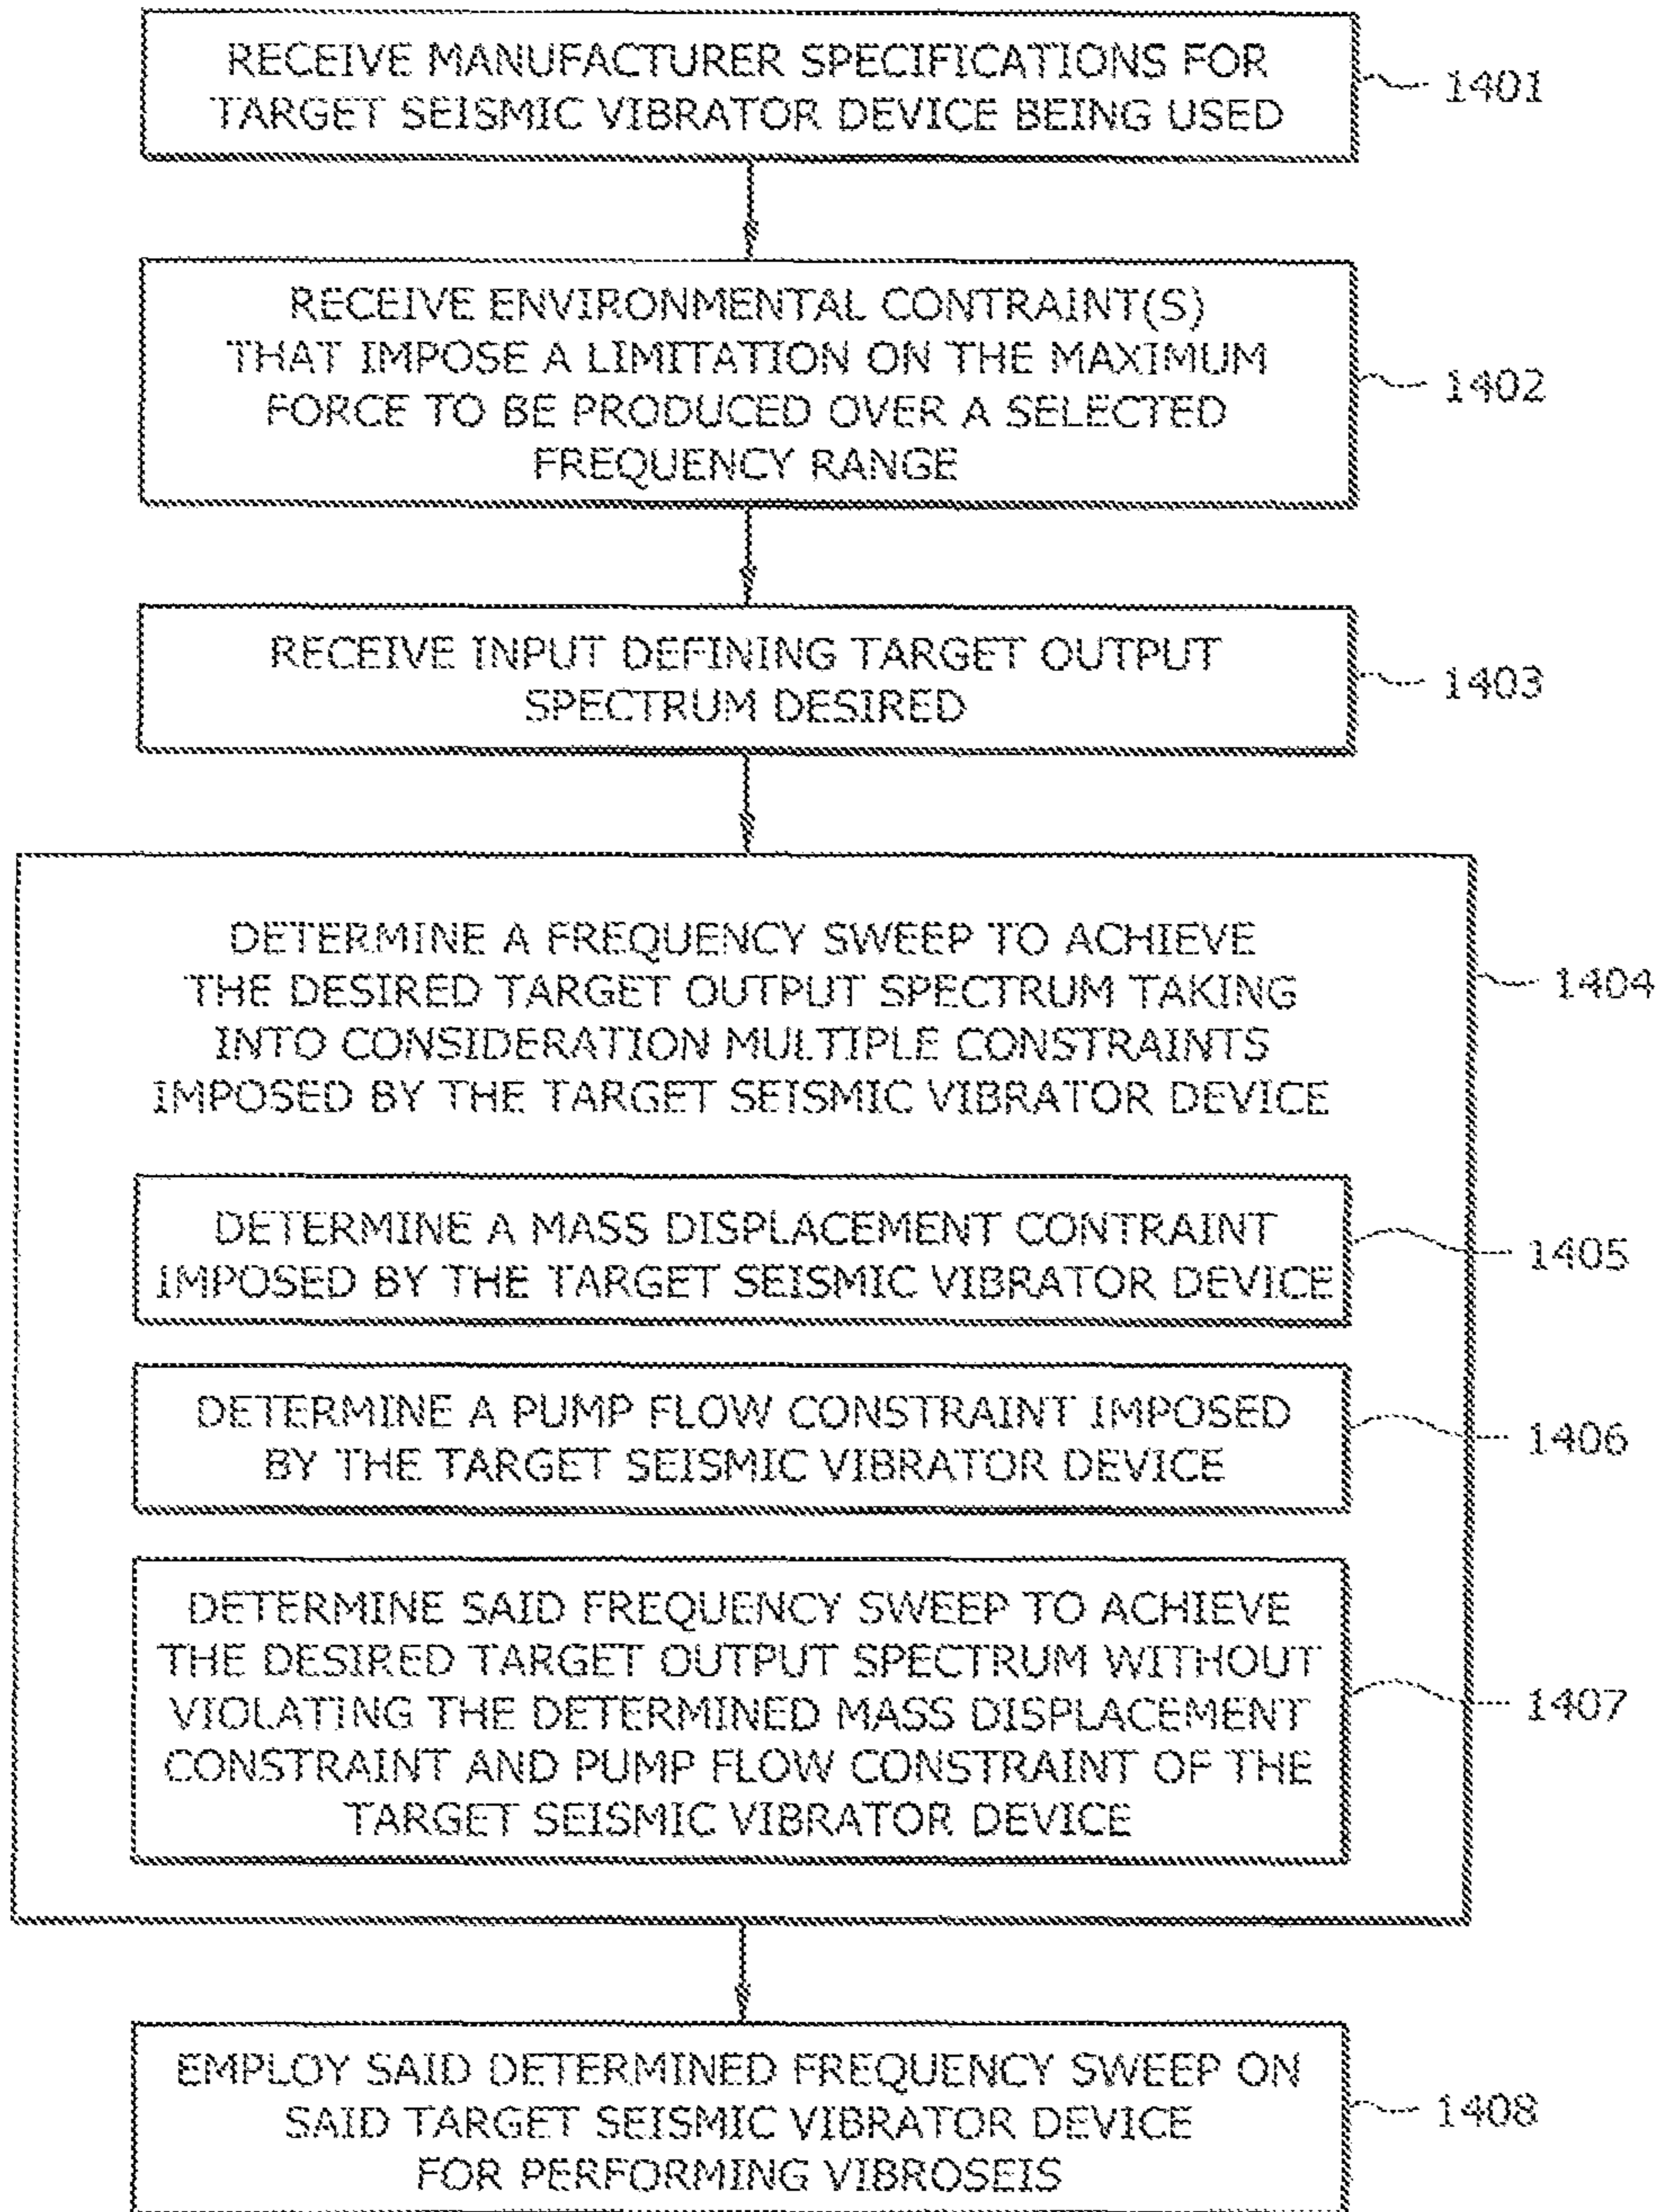 RECEIVE MANUFACTURER SPECIFICATIONS FOR
TARGET SEISMIC VIBRATOR DEVICE BEING USED
1401
RECEIVE ENVIRONMENTAL CONTRAINT(S)
THAT IMPOSE A LIMITATION ON THE MAXIMUM
FORCE TO BE PRODUCED OVER A SELECTED
FREQUENCY RANGE
1402
RECEIVE INPUT DEFINING TARGET OUTPUT
SPECTRUM DESIRED
1403
DETERMINE A FREQUENCY SWEEP TO ACHIEVE
THE DESIRED TARGET OUTPUT SPECTRUM TAKING
INTO CONSIDERATION MULTIPLE CONSTRAINTS
IMPOSED BY THE TARGET SEISMIC VIBRATOR DEVICE
1404
DETERMINE A MASS DISPLACEMENT CONTRAINT
IMPOSED BY THE TARGET SEISMIC VIBRATOR DEVICE
1405
DETERMINE A PUMP FLOW CONSTRAINT IMPOSED
BY THE TARGET SEISMIC VIBRATOR DEVICE
1406
DETERMINE SAID FREQUENCY SWEEP TO ACHIEVE
THE DESIRED TARGET OUTPUT SPECTRUM WITHOUT
VIOLATING THE DETERMINED MASS DISPLACEMENT
CONSTRAINT AND PUMP FLOW CONSTRAINT OF THE
TARGET SEISMIC VIBRATOR DEVICE
1407
EMPLOY SAID DETERMINED FREQUENCY SWEEP ON
SAID TARGET SEISMIC VIBRATOR DEVICE
FOR PERFORMING VIBROSEIS
1408